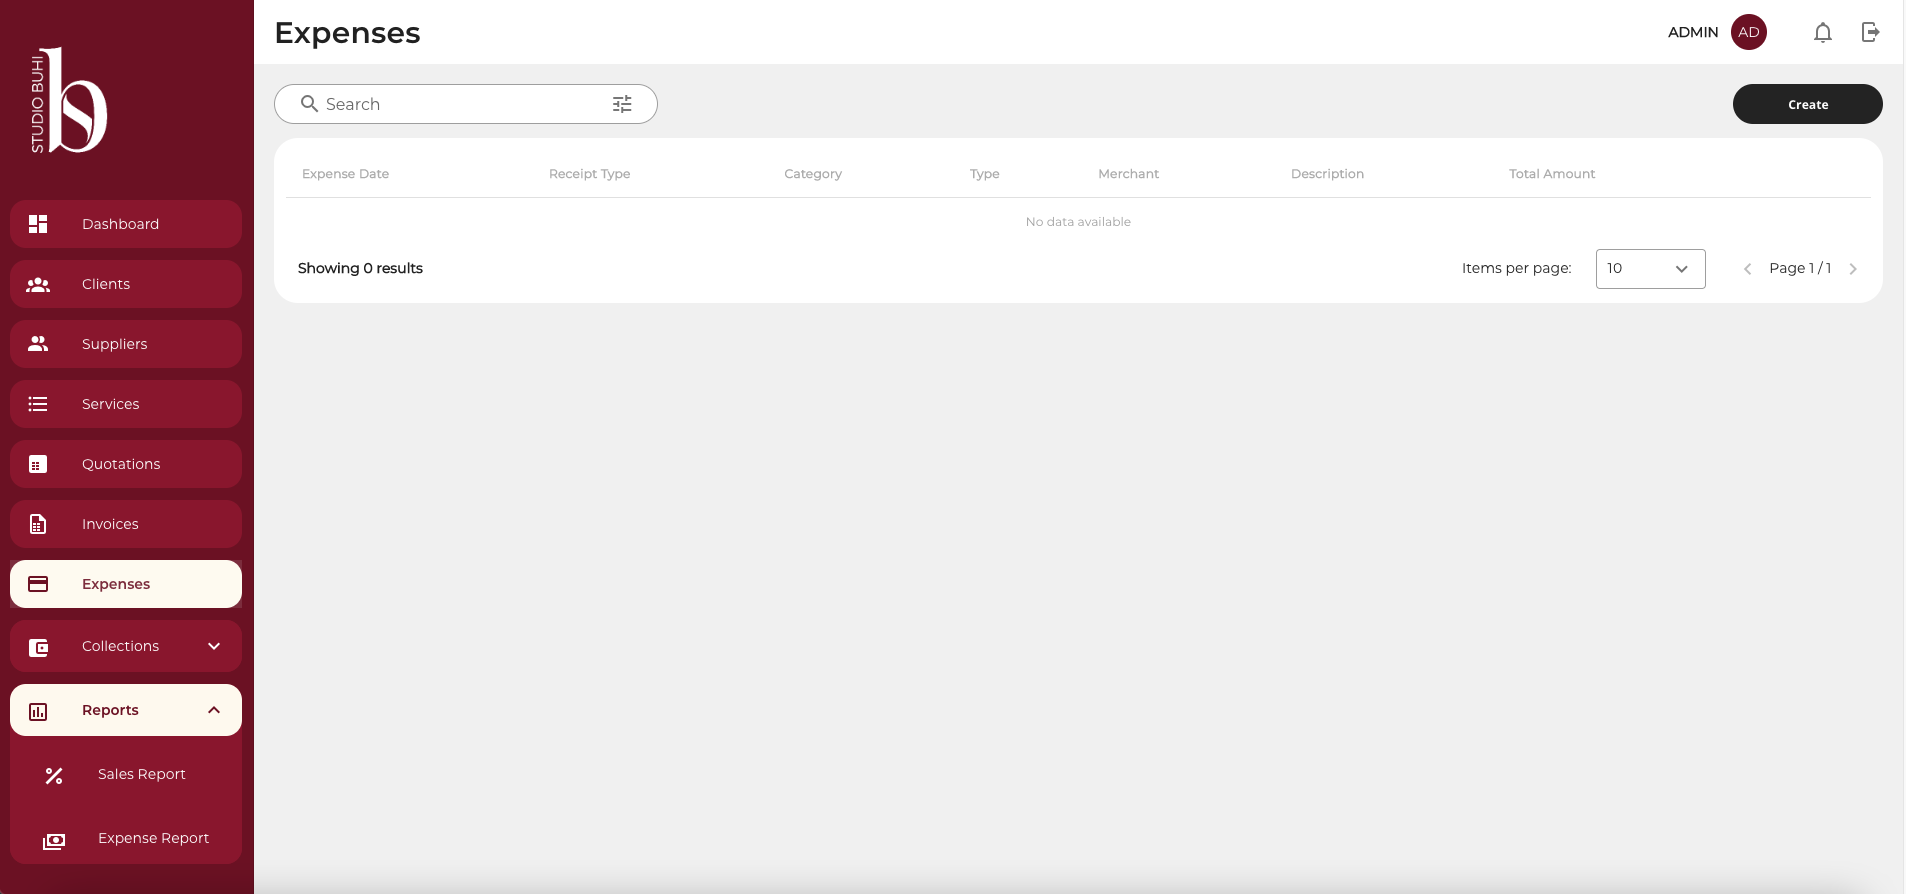 STUDIO BUHI
Dashboard
Clients
Suppliers
Services
Quotations
Invoices
Expenses
Collections
Reports
Sales Report
Expense Report
Expenses
ADMIN AD
Search
Create
Expense Date Receipt Type Category Type Merchant Description Total Amount
No data available
Showing 0 results Items per page: 10 Page 1 / 1